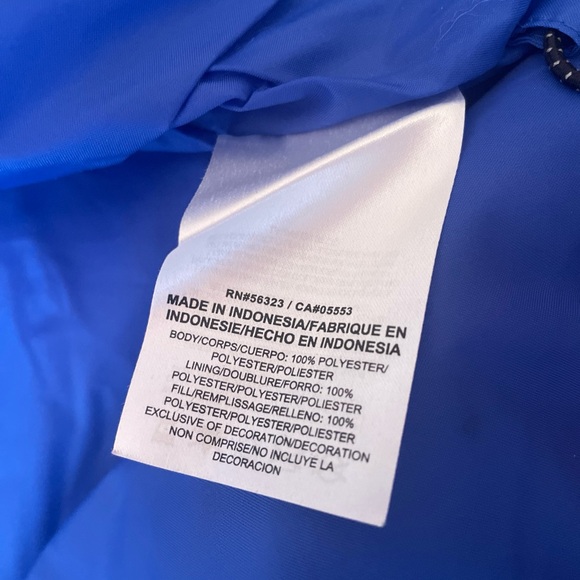 RN#56323 / CA#05553
MADE IN INDONESIA/FABRIQUE EN
INDONESIE/HECHO EN INDONESIA
BODY/CORPS/CUERPO: 100% POLYESTER/
POLYESTER/POLIESTER
LINING/DOUBLURE/FORRO: 100%
POLYESTER/POLYESTER/POLIESTER
FILL/REMPLISSAGE/RELLENO: 100%
POLYESTER/POLYESTER/POLIESTER
EXCLUSIVE OF DECORATION/DECORATION
NON COMPRISE/NO INCLUYE LA
DECORACION